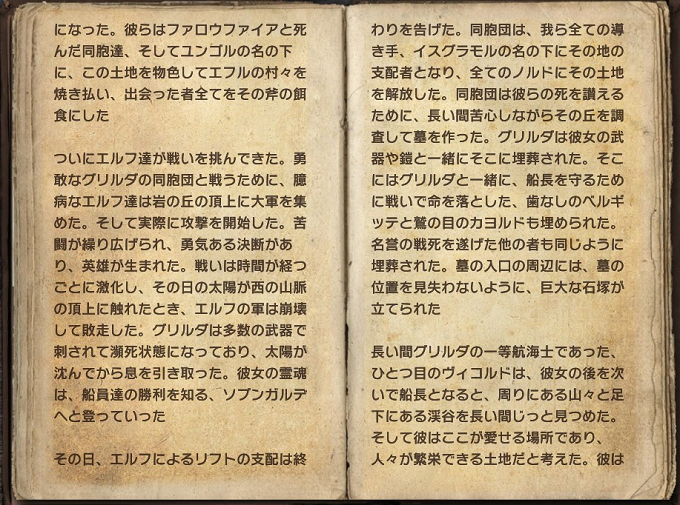 になった。彼らはファロウファイアと死
んだ同胞達、そしてユンゴルの名の下
に、この土地を物色してエフルの村々を
焼き払い、出会った者全てをその斧の餌
食にした
ついにエルフ達が戦いを挑んできた。勇
敢なグリルダの同胞団と戦うために、臆
病なエルフ達は岩の丘の頂上に大軍を集
めた。そして実際に攻撃を開始した。苦
闘が繰り広げられ、勇気ある決断があ
り、英雄が生まれた。戦いは時間が経つ
ごとに激化し、その日の太陽が西の山脈
の頂上に触れたとき、エルフの軍は崩壊
して敗走した。グリルダは多数の武器で
刺されて瀕死状態になっており、太陽が
沈んでから息を引き取った。彼女の霊魂
は、船員達の勝利を知る、ソブンガルデ
へと登っていった
その日、エルフによるリフトの支配は終
わりを告げた。同胞団は、我ら全ての導
き手、イスグラモルの名の下にその地の
支配者となり、全てのノルドにその土地
を解放した。同胞団は彼らの死を讃える
ために、長い間苦心しながらその丘を調
査して墓を作った。グリルダは彼女の武
器や鎧と一緒にそこに埋葬された。そこ
にはグリルダと一緒に、船長を守るため
に戦いで命を落とした、歯なしのベルギ
ッテと鷲の目のカヨルドも埋められた。
名誉の戦死を遂げた他の者も同じように
埋葬された。墓の入口の周辺には、墓の
位置を見失わないように、巨大な石塚が
立てられた
長い間グリルダの一等航海士であった、
ひとつ目のヴィコルドは、彼女の後を次
いで船長となると、周りにある山々と足
下にある渓谷を長い間じっと見つめた。
そして彼はここが愛せる場所であり、
人々が繁栄できる土地だと考えた。彼は